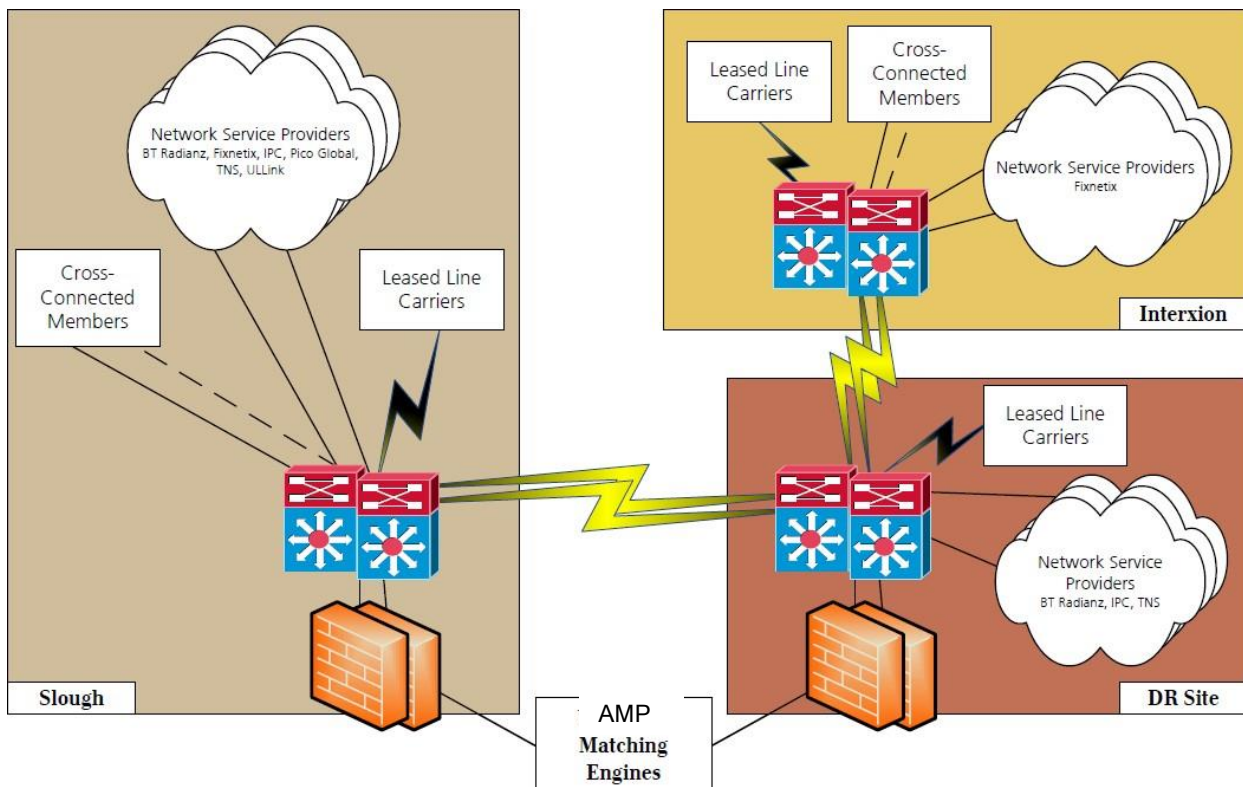 Network Service Providers
BT Radianz, Fixnetix, IPC, Pico Global,
TNS, ULLink
Cross-
Connected
Members
Leased Line
Carriers
Slough
Leased Line
Carriers
Cross-
Connected
Members
Network Service Providers
Fixnetix
Interxion
Leased Line
Carriers
Network Service
Providers
BT Radianz, IPC, TNS
DR Site
AMP
Matching
Engines